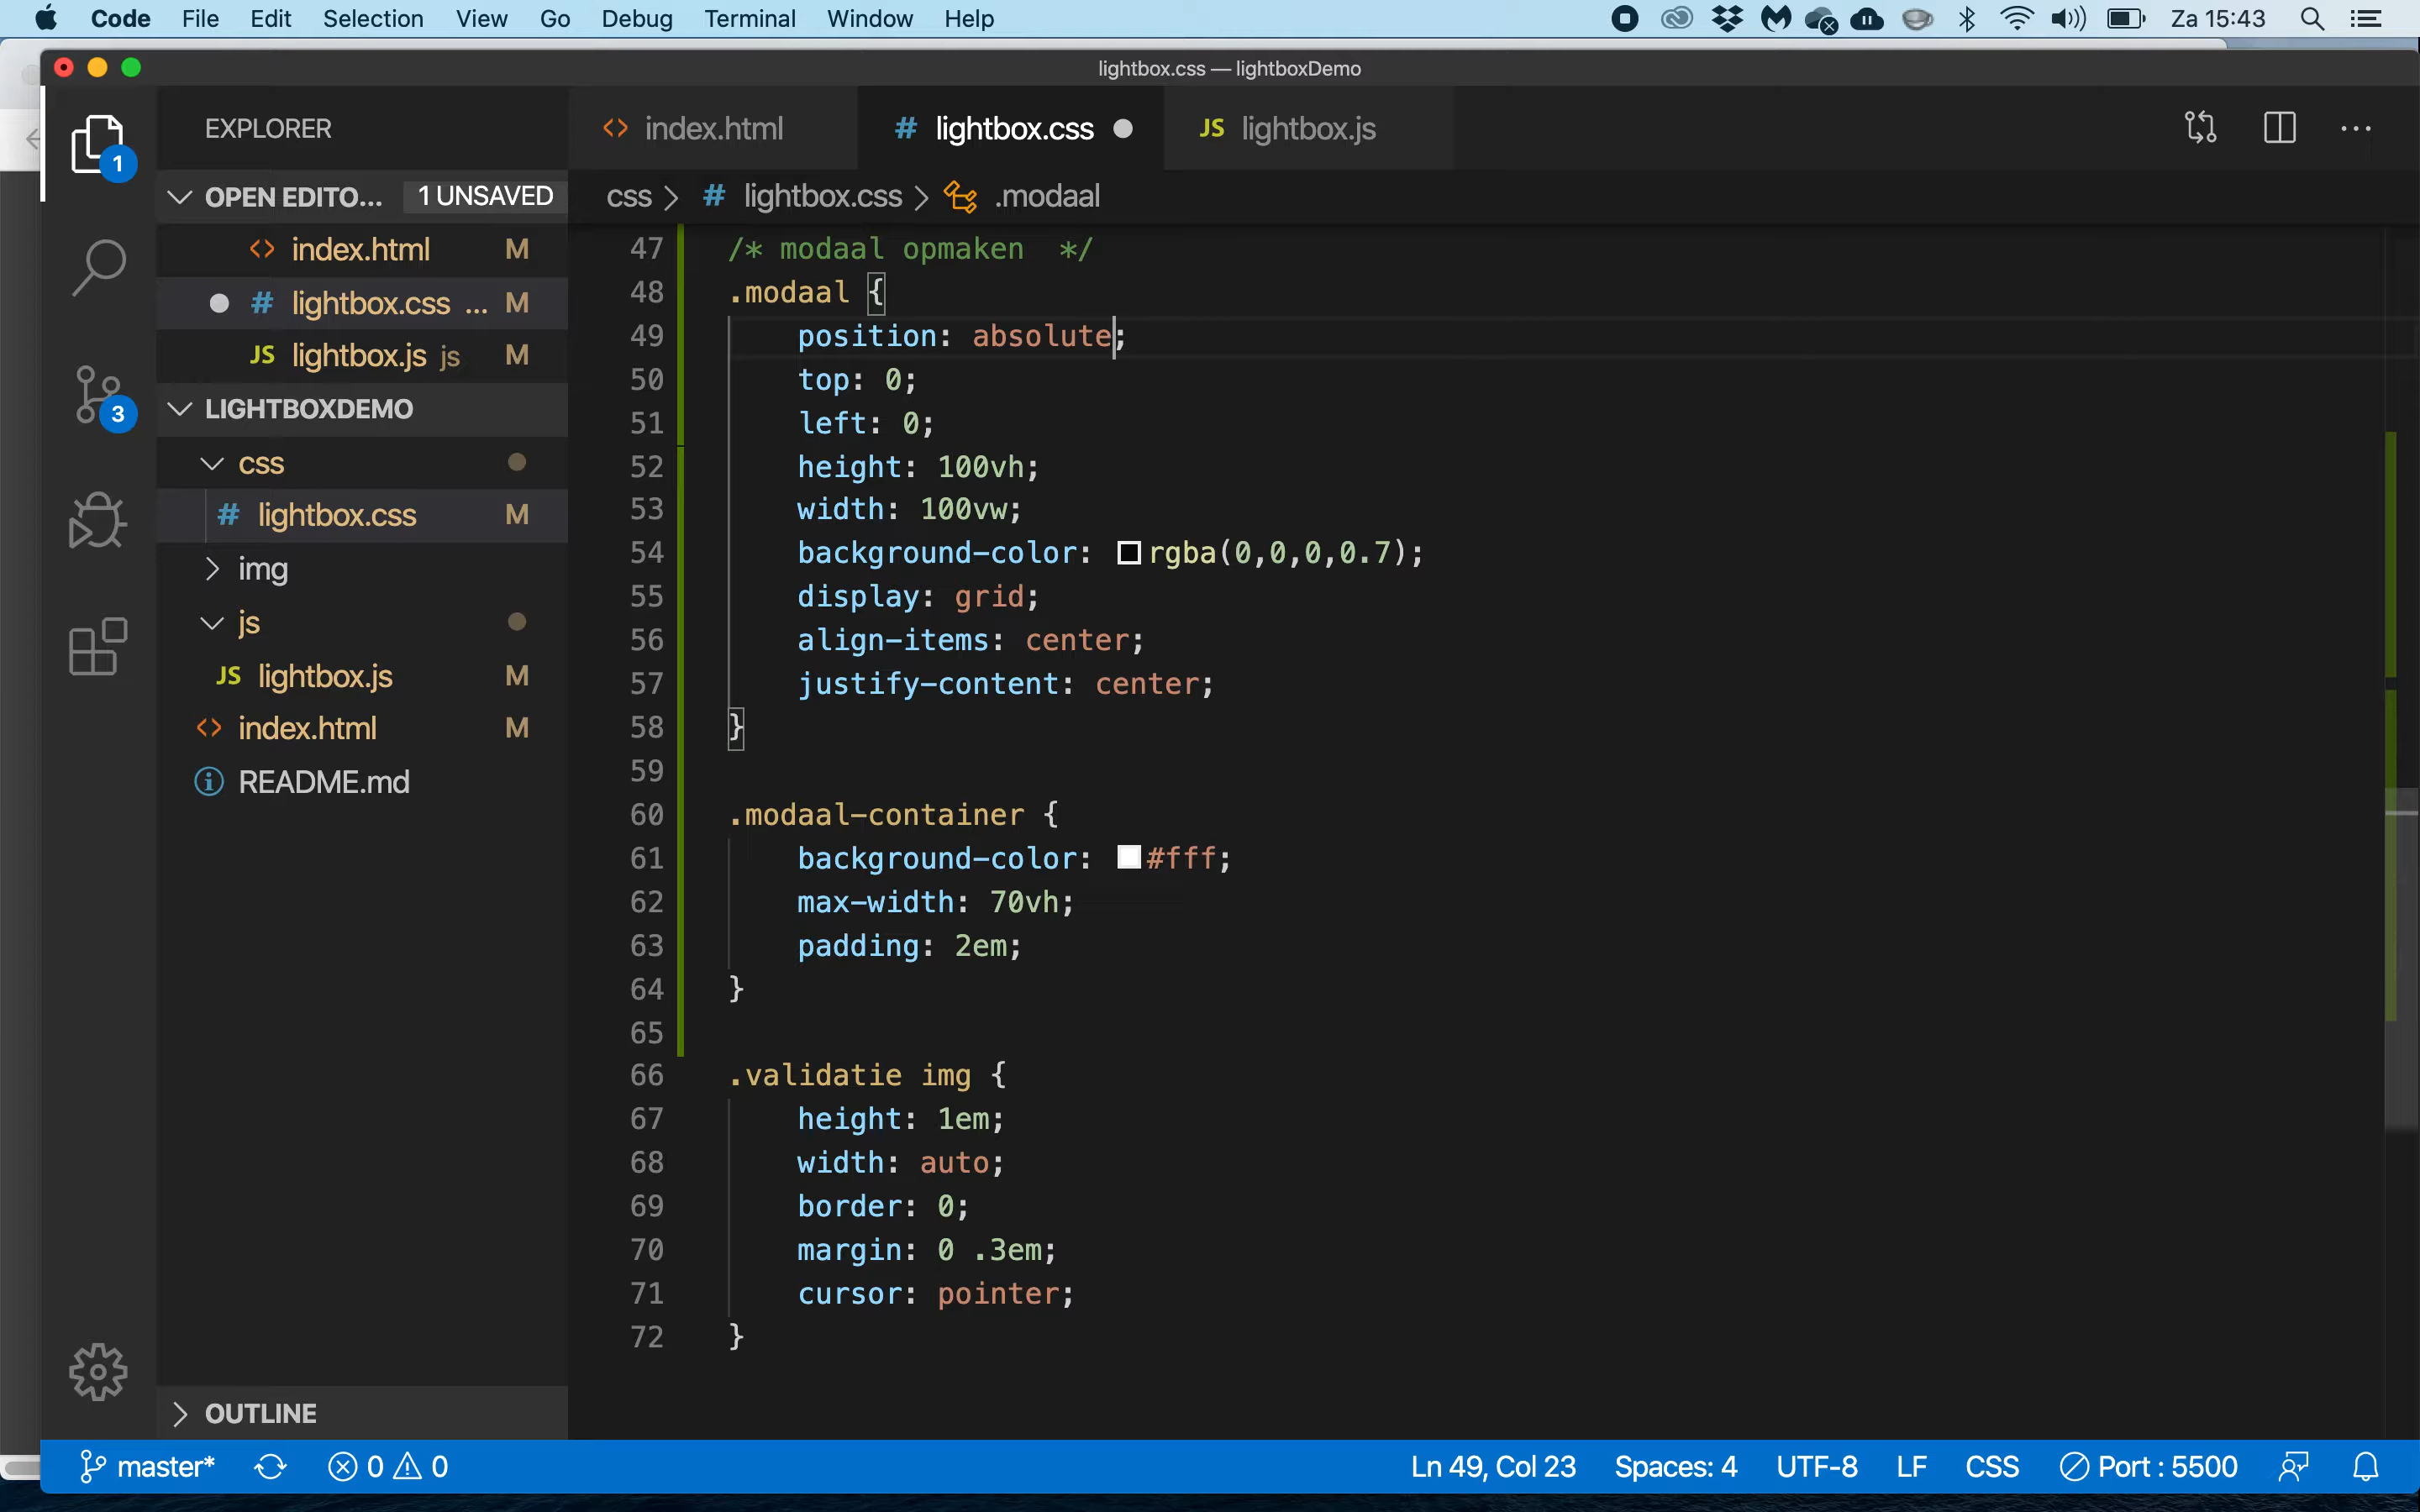 Code File Edit Selection View Go Debug Terminal Window Help Za 15:43
lightbox.css — lightboxDemo
EXPLORER
index.html
lightbox.css
JS lightbox.js
1
OPEN EDITO... 1 UNSAVED
css > # lightbox.css > .modaal
index.html M
# lightbox.css ... M
JS lightbox.js js M
3
LIGHTBOXDEMO
css
# lightbox.css M
img
js
JS lightbox.js M
index.html M
README.md
OUTLINE
47 /* modaal opmaken  */
48 .modaal {
49 position: absolute;
50 top: 0;
51 left: 0;
52 height: 100vh;
53 width: 100vw;
54 background-color: rgba(0,0,0,0.7);
55 display: grid;
56 align-items: center;
57 justify-content: center;
58 }
59
60 .modaal-container {
61 background-color: #fff;
62 max-width: 70vh;
63 padding: 2em;
64 }
65
66 .validatie img {
67 height: 1em;
68 width: auto;
69 border: 0;
70 margin: 0 .3em;
71 cursor: pointer;
72 }
master* 0 0 Ln 49, Col 23 Spaces: 4 UTF-8 LF CSS Port : 5500